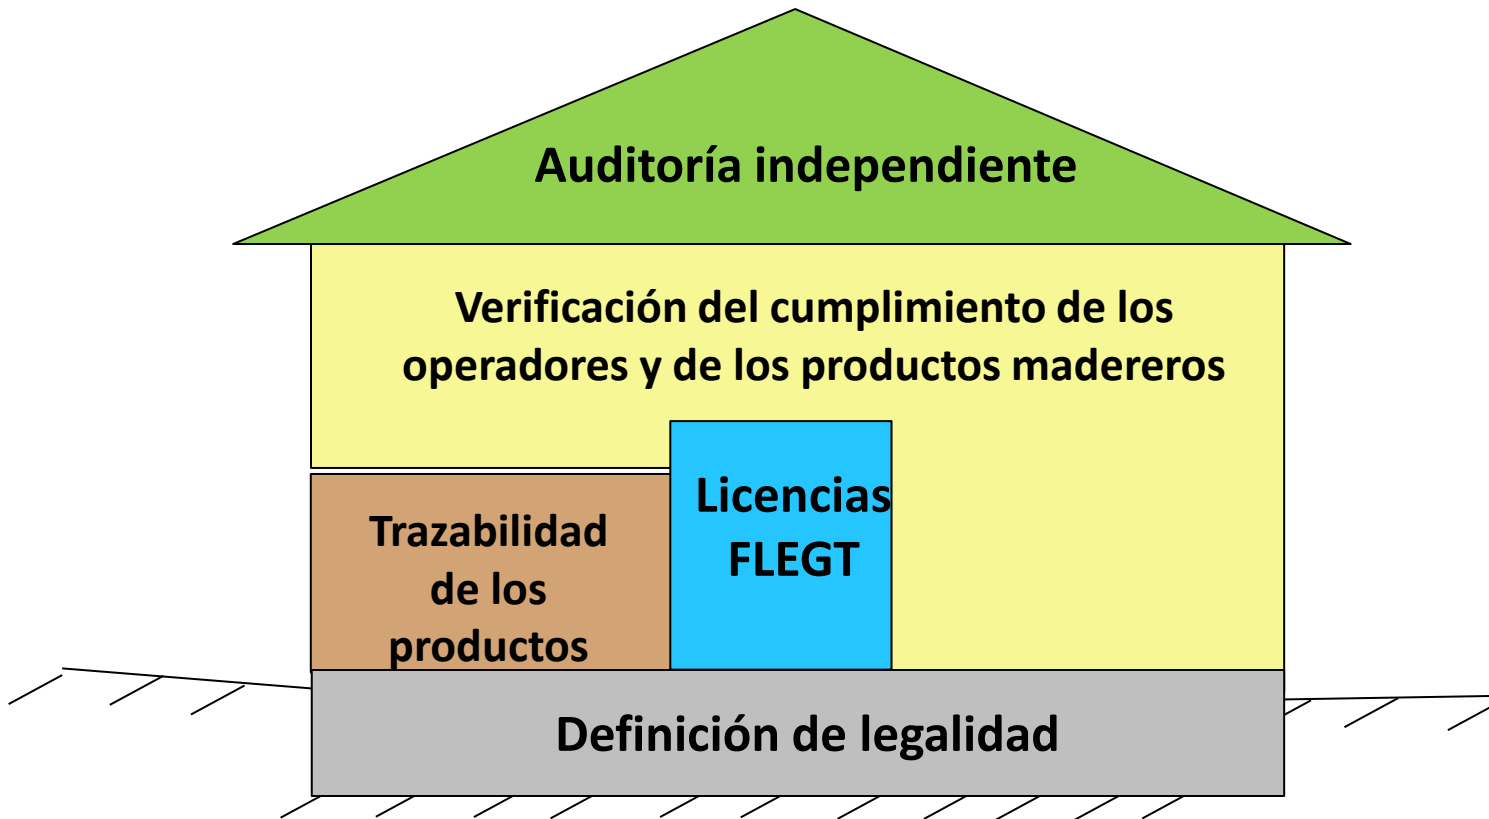 Auditoría independiente
Verificación del cumplimiento de los
operadores y de los productos madereros
Licencias
FLEGT
Trazabilidad
de los
productos
Definición de legalidad